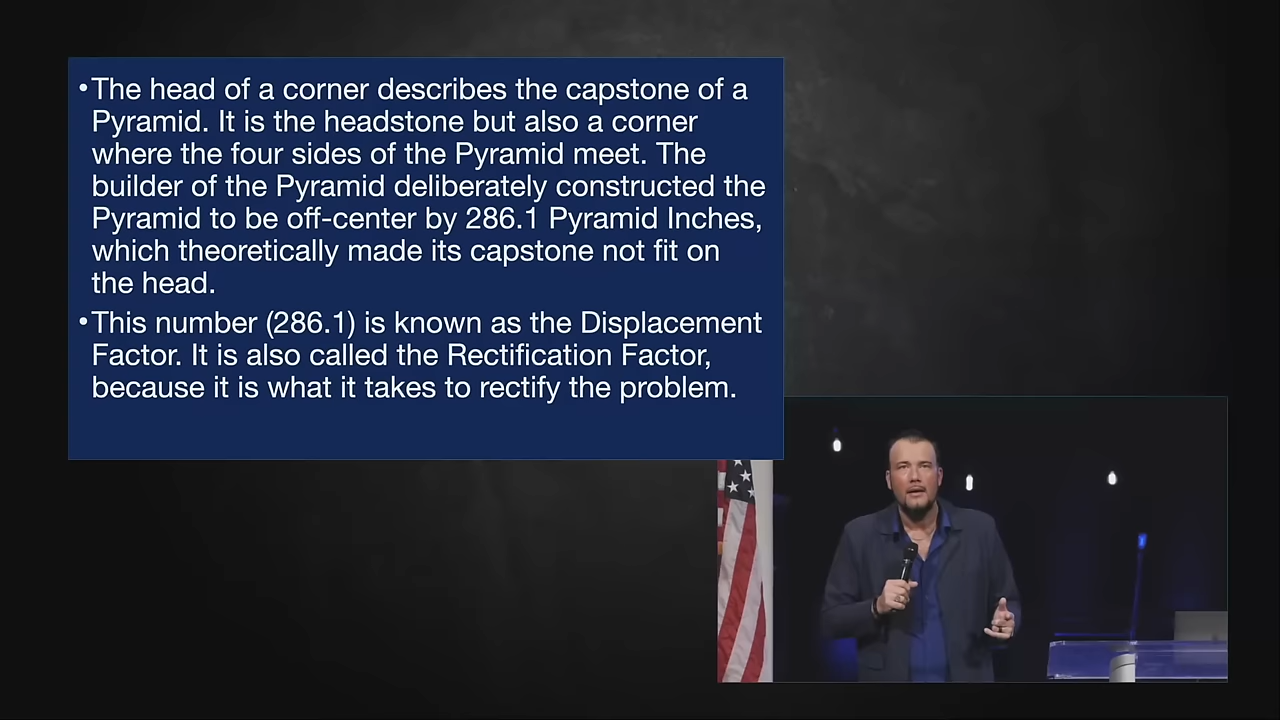 •The head of a corner describes the capstone of a
Pyramid. It is the headstone but also a corner
where the four sides of the Pyramid meet. The
builder of the Pyramid deliberately constructed the
Pyramid to be off-center by 286.1 Pyramid Inches,
which theoretically made its capstone not fit on
the head.
•This number (286.1) is known as the Displacement
Factor. It is also called the Rectification Factor,
because it is what it takes to rectify the problem.